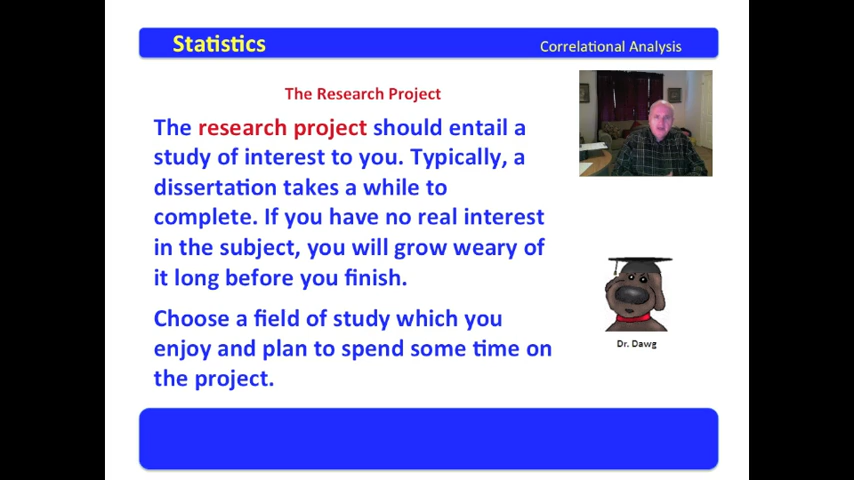 Statistics
Correlational Analysis
The Research Project
The research project should entail a
study of interest to you. Typically, a
dissertation takes a while to
complete. If you have no real interest
in the subject, you will grow weary of
it long before you finish.
Choose a field of study which you
enjoy and plan to spend some time on
the project.
Dr. Dawg